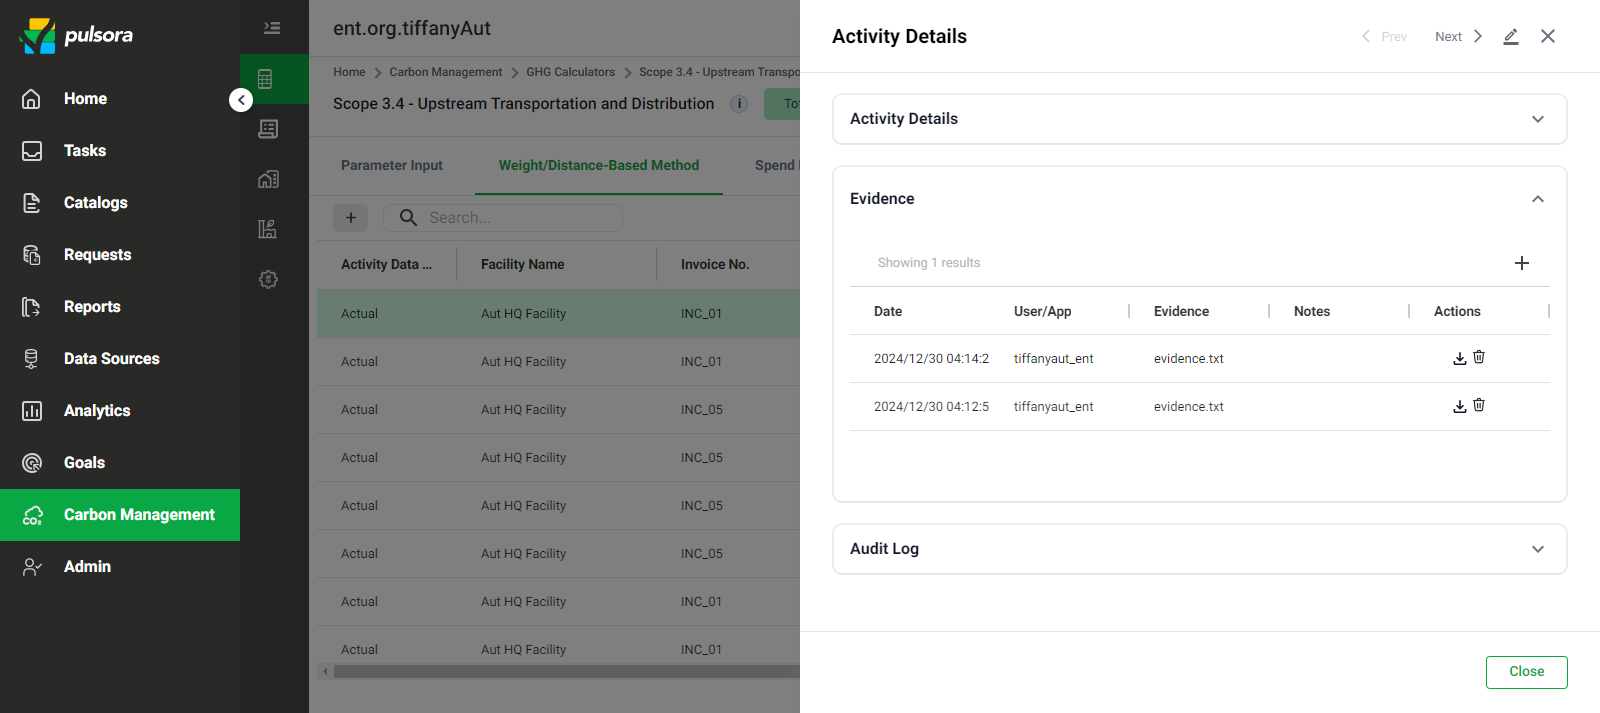 pulsora
Home
Tasks
Catalogs
Requests
Reports
Data Sources
Analytics
Goals
Carbon Management
Admin
ent.org.tiffanyAut
Home > Carbon Management > GHG Calculators > Scope 3.4 - Upstream Transpo
Scope 3.4 - Upstream Transportation and Distribution i To
Parameter Input Weight/Distance-Based Method Spend
+ Search...
Activity Data ... Facility Name Invoice No.
Actual Aut HQ Facility INC_01
Actual Aut HQ Facility INC_01
Actual Aut HQ Facility INC_05
Actual Aut HQ Facility INC_05
Actual Aut HQ Facility INC_05
Actual Aut HQ Facility INC_05
Actual Aut HQ Facility INC_01
Actual Aut HQ Facility INC_01
Activity Details
Prev Next
Activity Details
Evidence
Showing 1 results
Date User/App Evidence Notes Actions
2024/12/30 04:14:2 tiffanyaut_ent evidence.txt
2024/12/30 04:12:5 tiffanyaut_ent evidence.txt
Audit Log
Close